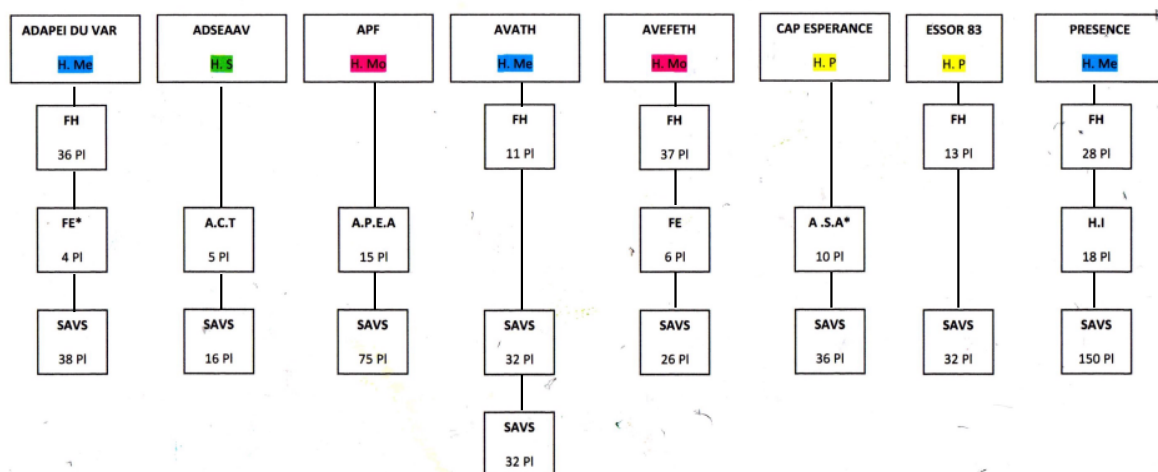 ADAPEI DU VAR
H. Me
FH
36 Pl
FE*
4 Pl
SAVS
38 Pl
ADSEAAV
H. S
A.C.T
5 Pl
SAVS
16 Pl
APF
H. Mo
A.P.E.A
15 Pl
SAVS
75 Pl
AVATH
H. Me
FH
11 Pl
SAVS
32 Pl
SAVS
32 Pl
AVEFETH
H. Mo
FH
37 Pl
FE
6 Pl
SAVS
26 Pl
CAP ESPERANCE
H. P
A .S.A*
10 Pl
SAVS
36 Pl
ESSOR 83
H. P
FH
13 Pl
SAVS
32 Pl
PRESENCE
H. Me
FH
28 Pl
H.I
18 Pl
SAVS
150 Pl